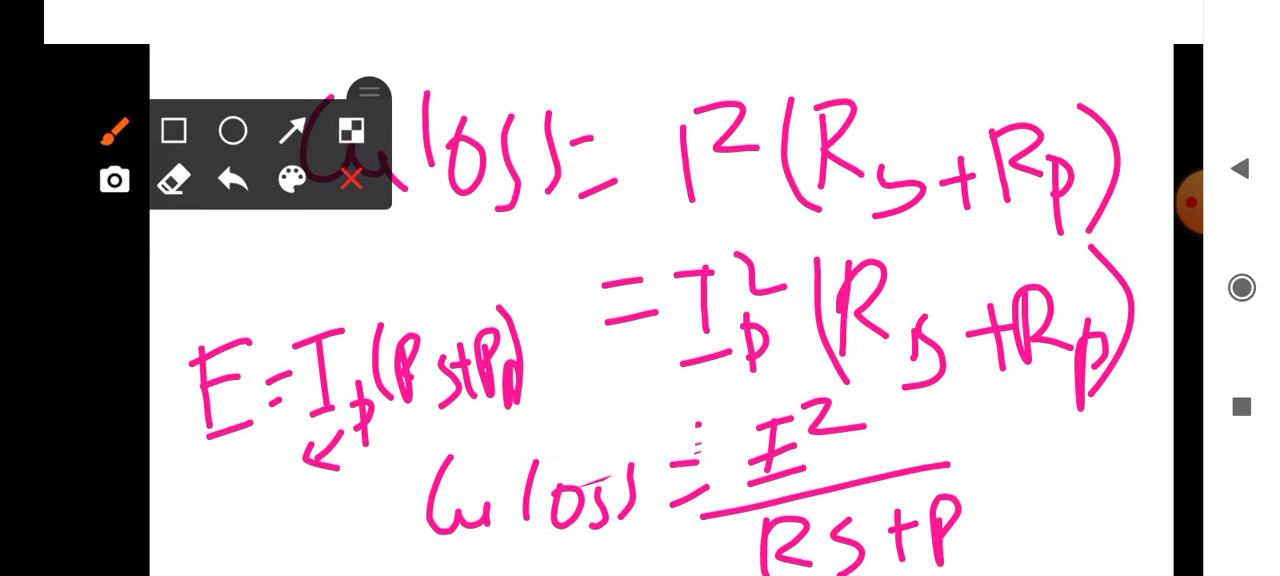 Cu loss = I² (Rs + Rp)
= Ip² (Rs + Rp)
E = Ip (Rs + Rp)
Cu loss = E²
Rs + p